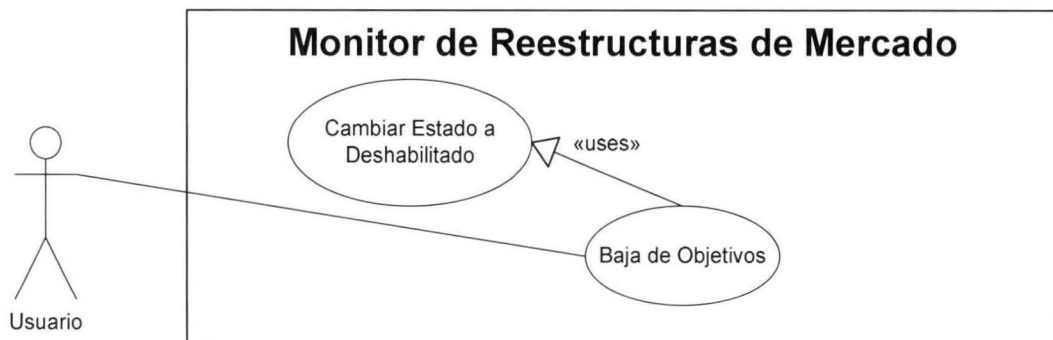 Monitor de Reestructuras de Mercado
Cambiar Estado a
Deshabilitado
«uses»
Baja de Objetivos
Usuario